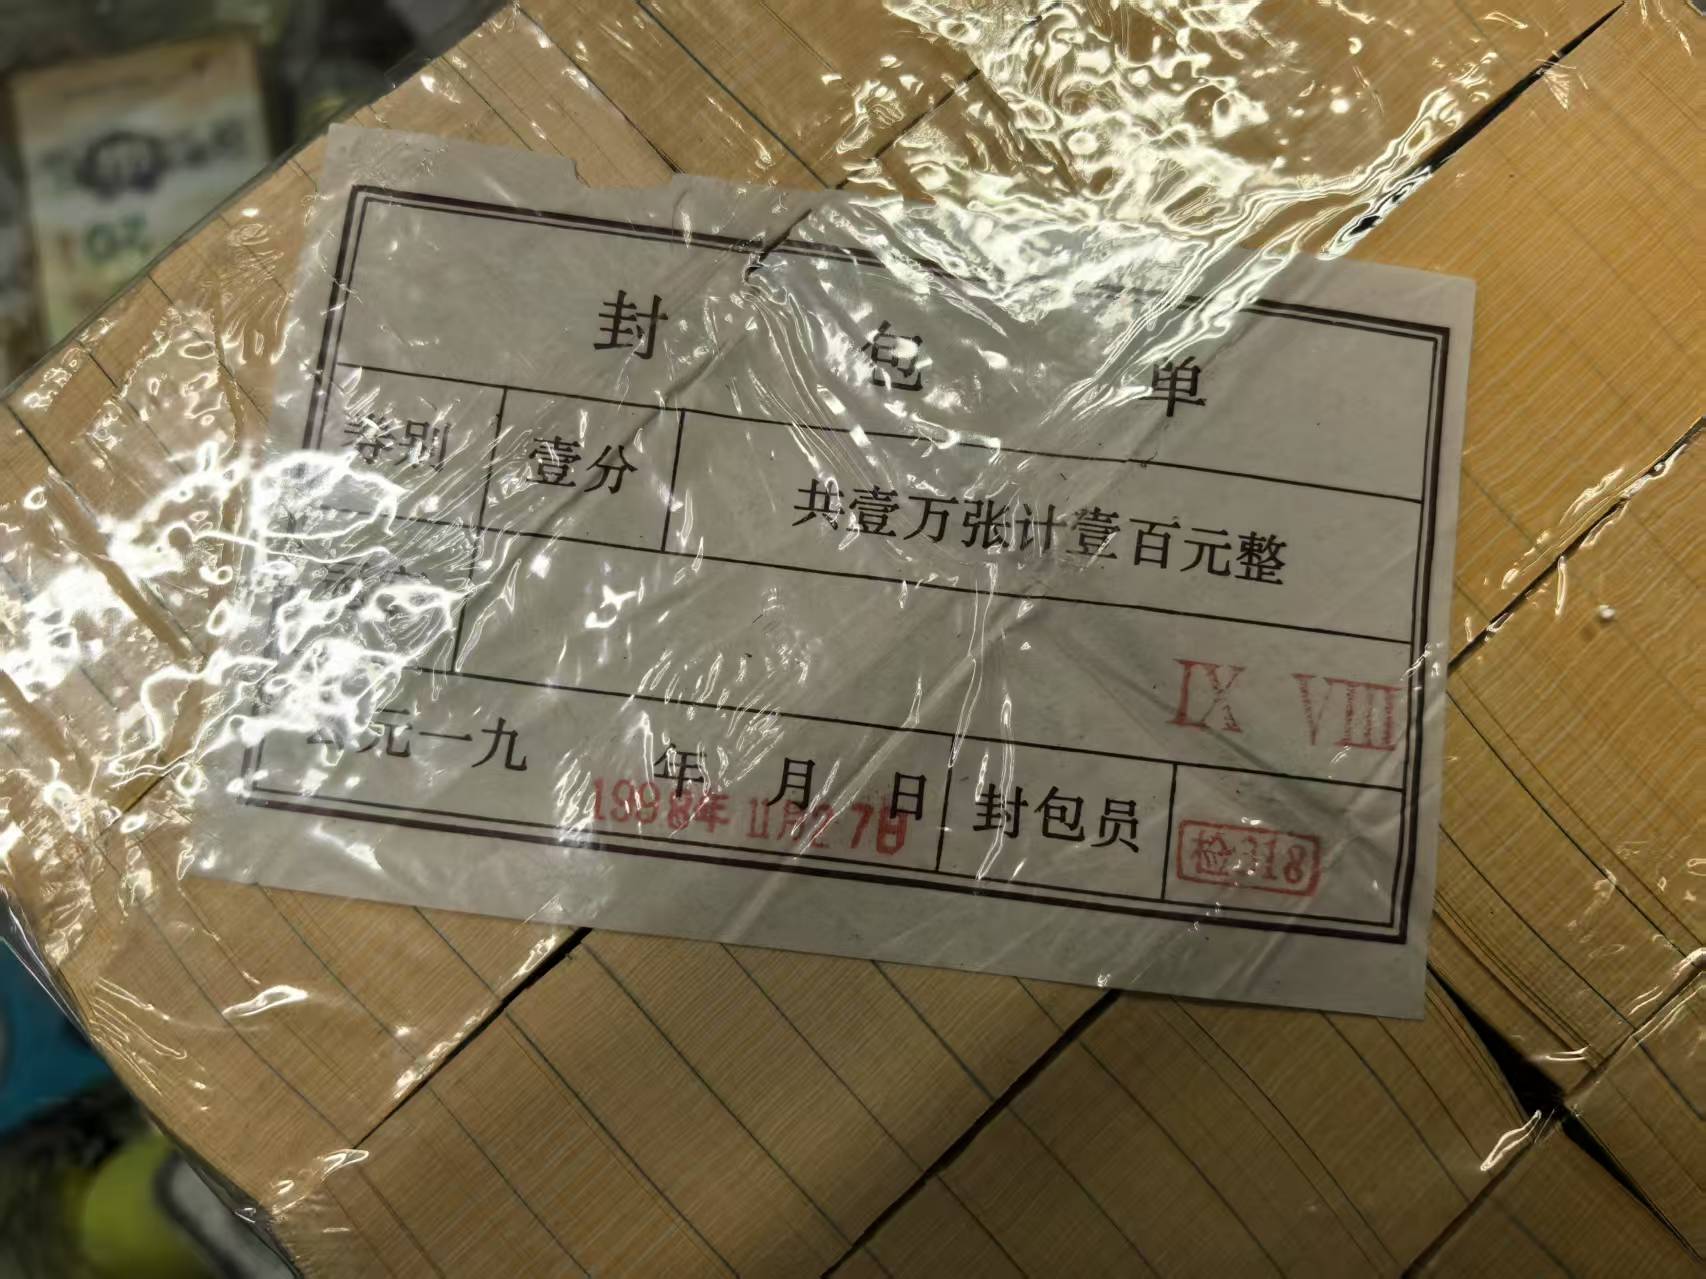 封包单
券别 壹分 共壹万张计壹百元整
IX VIII
公元一九 年 月 日 封包员
1998年11月27日 检318
20